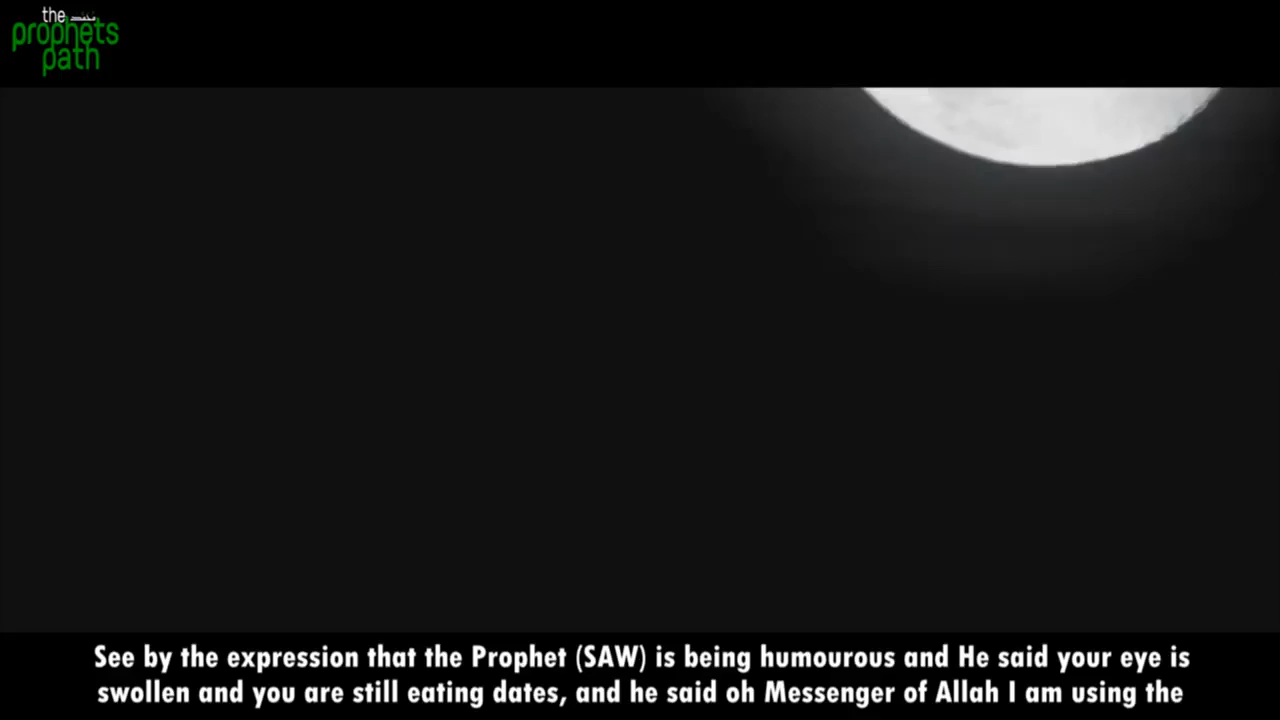 the محمد
prophets
path
See by the expression that the Prophet (SAW) is being humourous and He said your eye is
swollen and you are still eating dates, and he said oh Messenger of Allah I am using the